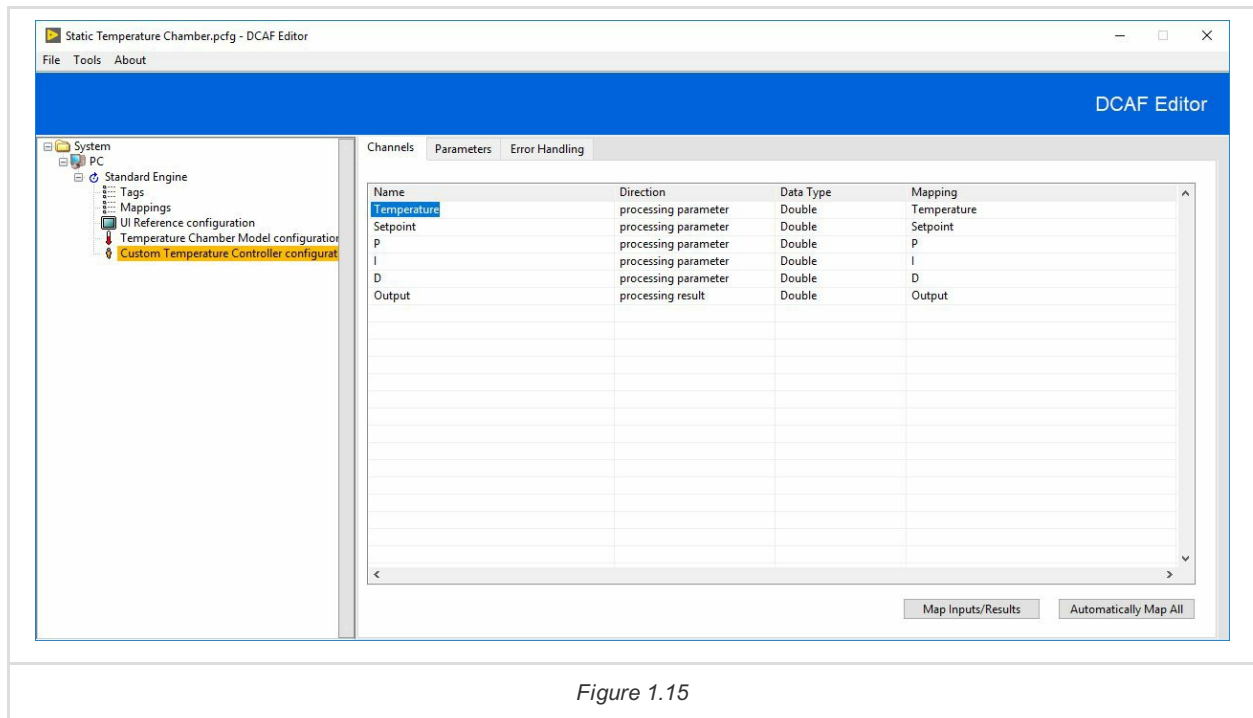 Static Temperature Chamber.pcfg - DCAF Editor
File Tools About
DCAF Editor
System
PC
Standard Engine
Tags
Mappings
UI Reference configuration
Temperature Chamber Model configuration
Custom Temperature Controller configurat
Channels Parameters Error Handling
Name Direction Data Type Mapping
Temperature processing parameter Double Temperature
Setpoint processing parameter Double Setpoint
P processing parameter Double P
I processing parameter Double I
D processing parameter Double D
Output processing result Double Output
Map Inputs/Results Automatically Map All
Figure 1.15